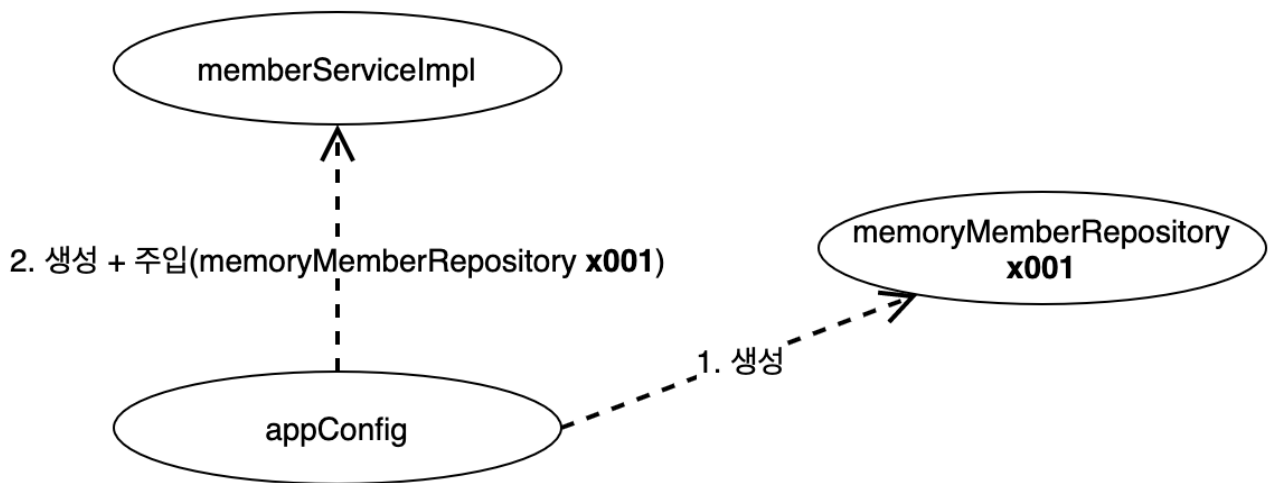 memberServiceImpl
memoryMemberRepository
x001
2. 생성 + 주입(memoryMemberRepository x001)
1. 생성
appConfig